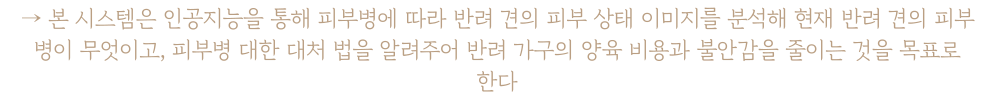 → 본 시스템은 인공지능을 통해 피부병에 따라 반려 견의 피부 상태 이미지를 분석해 현재 반려 견의 피부
병이 무엇이고, 피부병 대한 대처 법을 알려주어 반려 가구의 양육 비용과 불안감을 줄이는 것을 목표로
한다